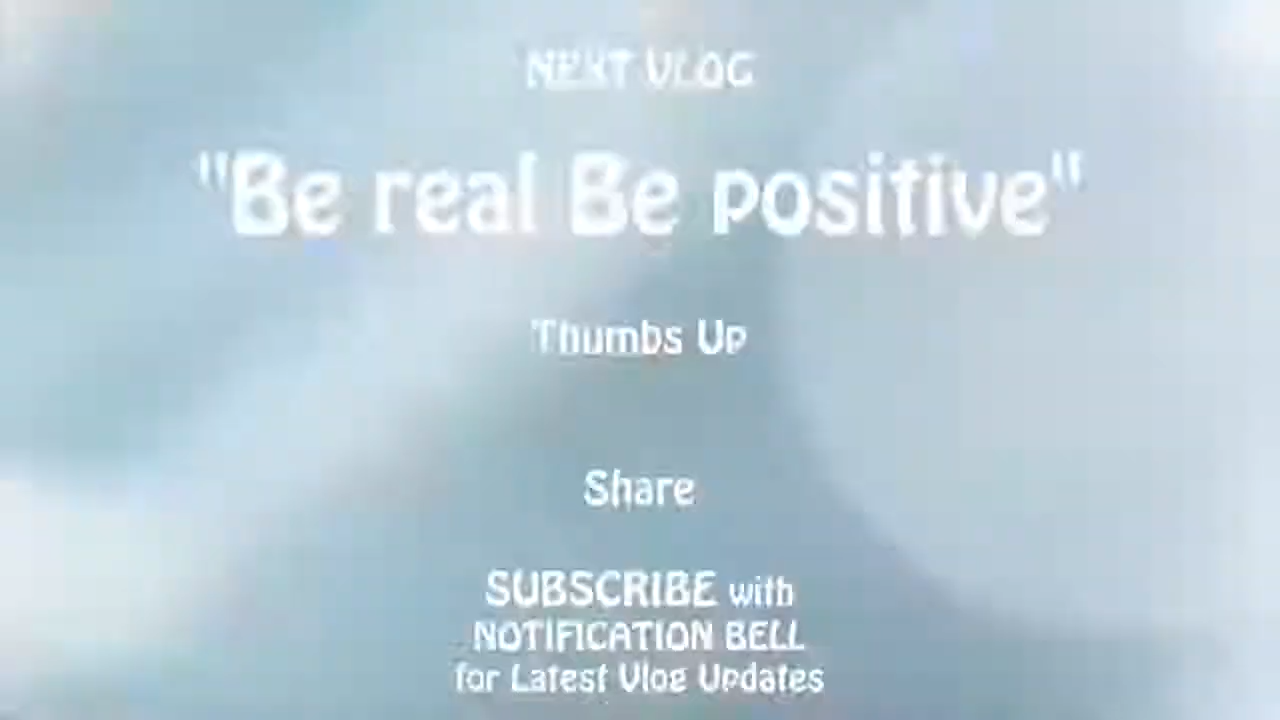 NEXT VLOG
"Be real Be positive"
Thumbs Up
Share
SUBSCRIBE with
NOTIFICATION BELL
for Latest Vlog Updates